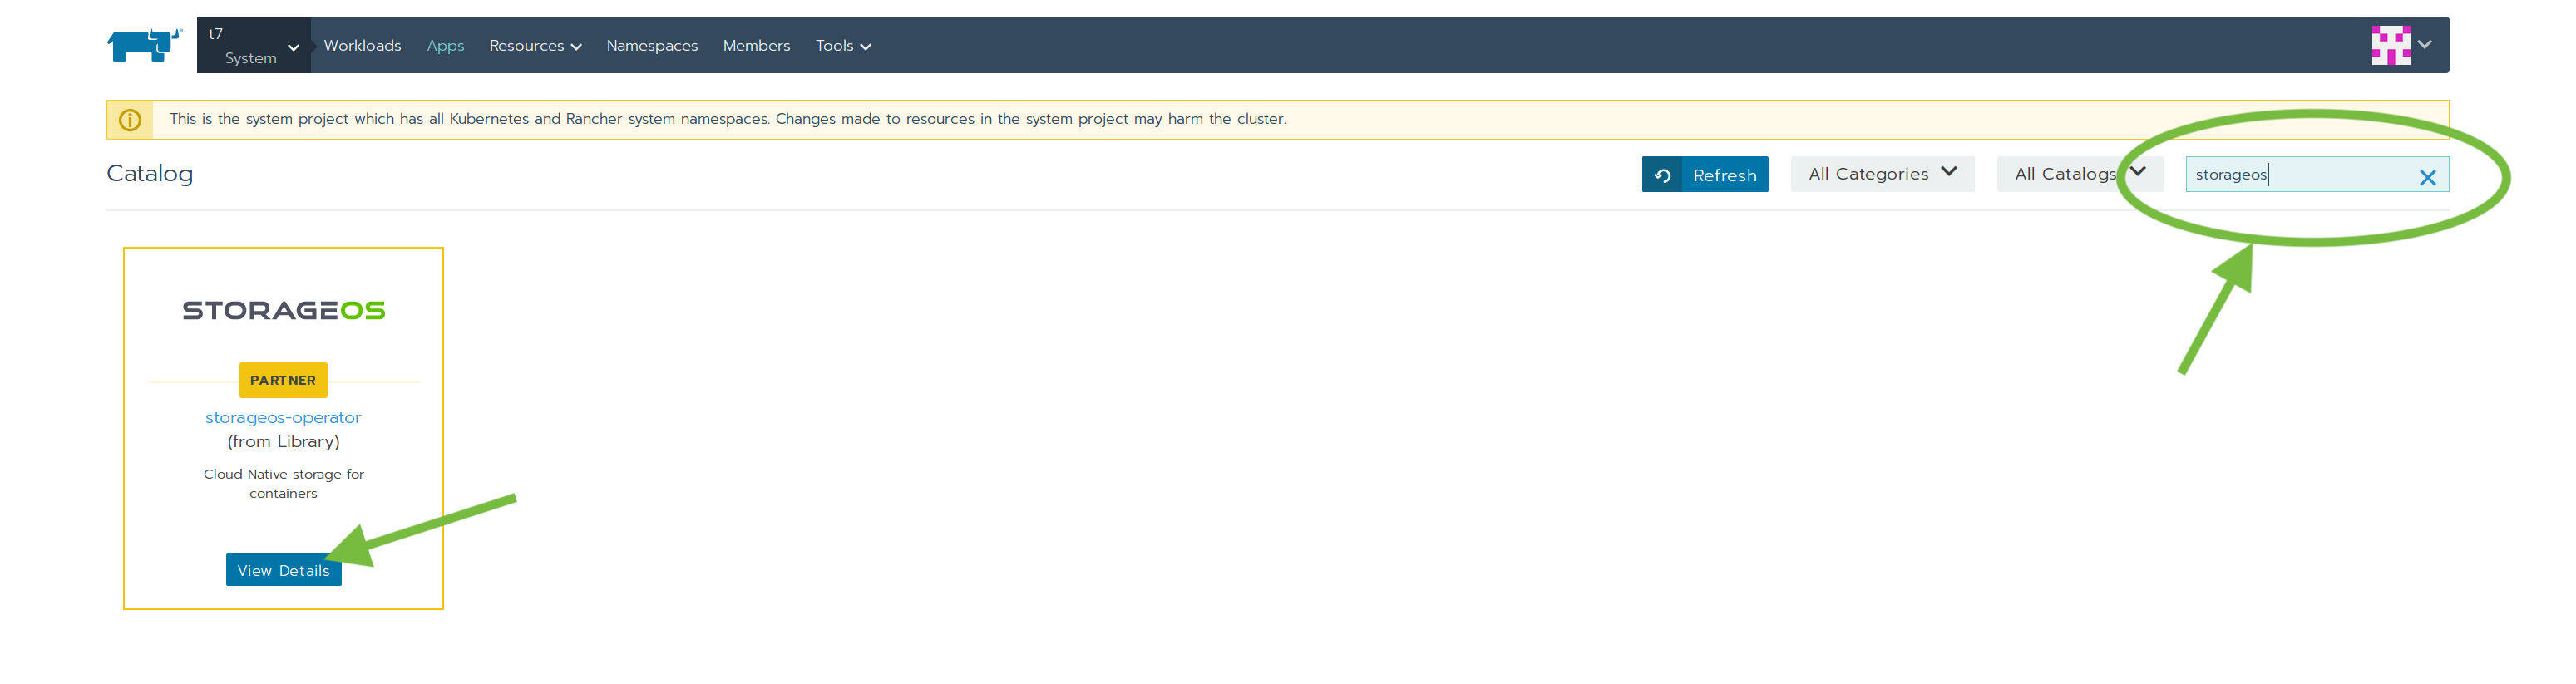 t7
System
Workloads
Apps
Resources
Namespaces
Members
Tools
This is the system project which has all Kubernetes and Rancher system namespaces. Changes made to resources in the system project may harm the cluster.
Catalog
Refresh
All Categories
All Catalogs
storageos
STORAGEOS
PARTNER
storageos-operator
(from Library)
Cloud Native storage for
containers
View Details